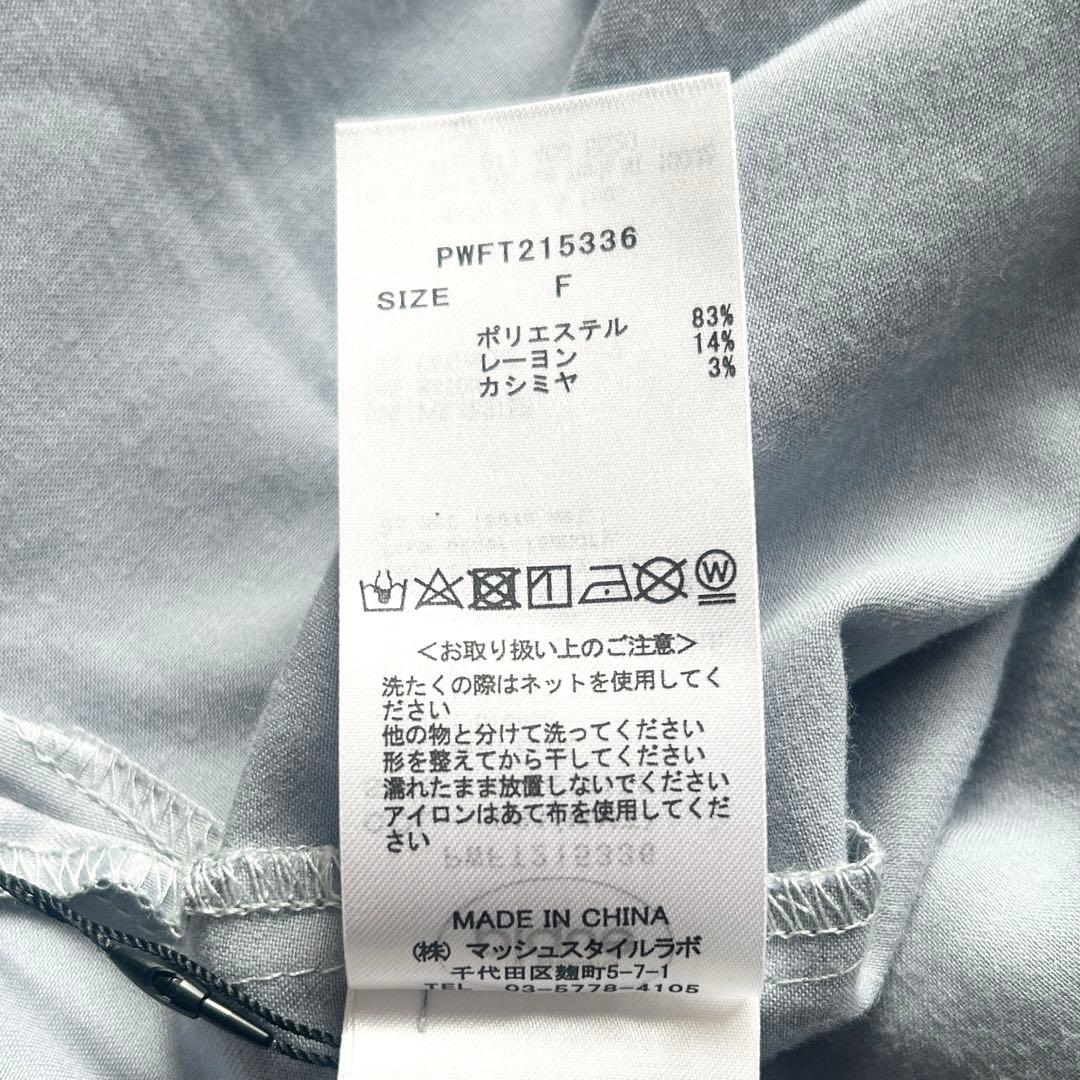 PWFT215336
SIZE F
ポリエステル 83%
レーヨン 14%
カシミヤ 3%
W
<お取り扱い上のご注意>
洗たくの際はネットを使用してく
ださい
他の物と分けて洗ってください
形を整えてから干してください
濡れたまま放置しないでください
アイロンはあて布を使用してくだ
さい
MADE IN CHINA
(株) マッシュスタイルラボ
千代田区麹町5-7-1
TEL 03-5778-4105